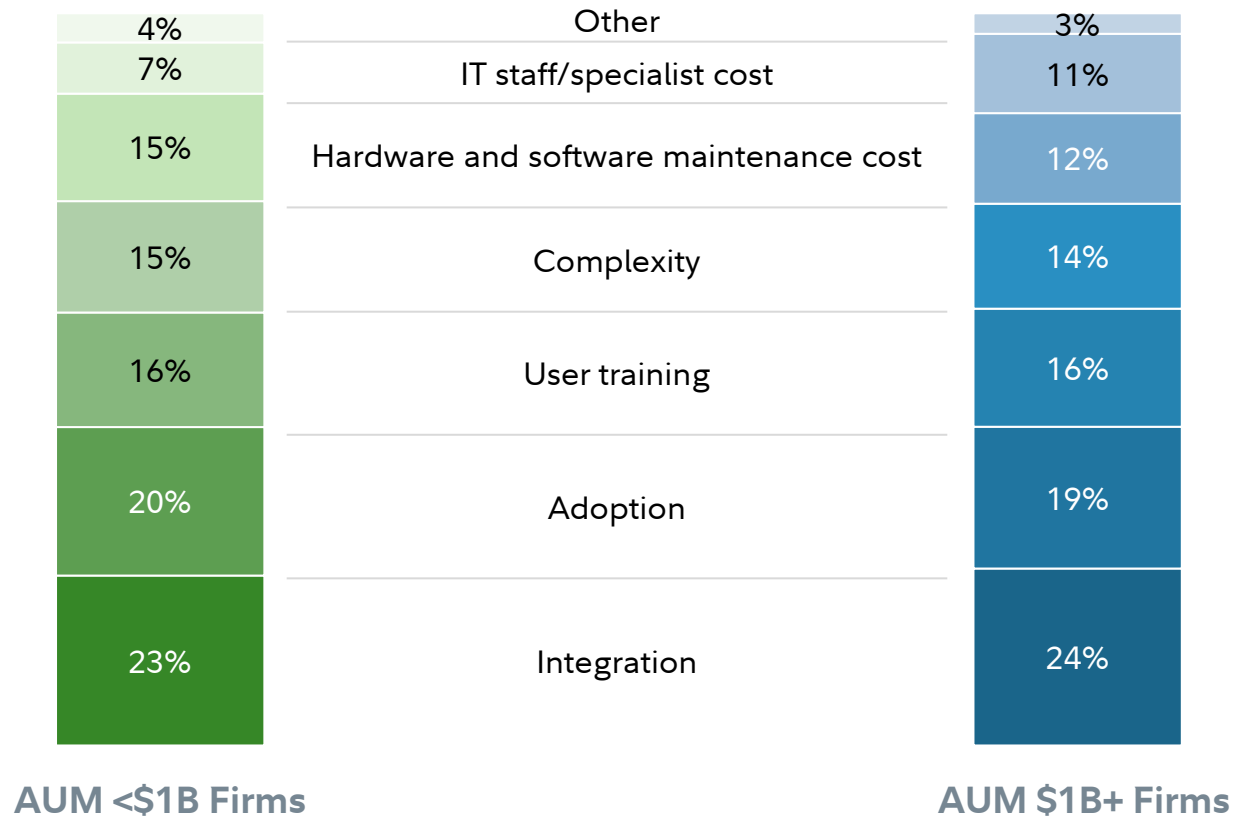 4% Other 3%
7% IT staff/specialist cost 11%
15% Hardware and software maintenance cost 12%
15% Complexity 14%
16% User training 16%
20% Adoption 19%
23% Integration 24%
AUM <$1B Firms AUM $1B+ Firms